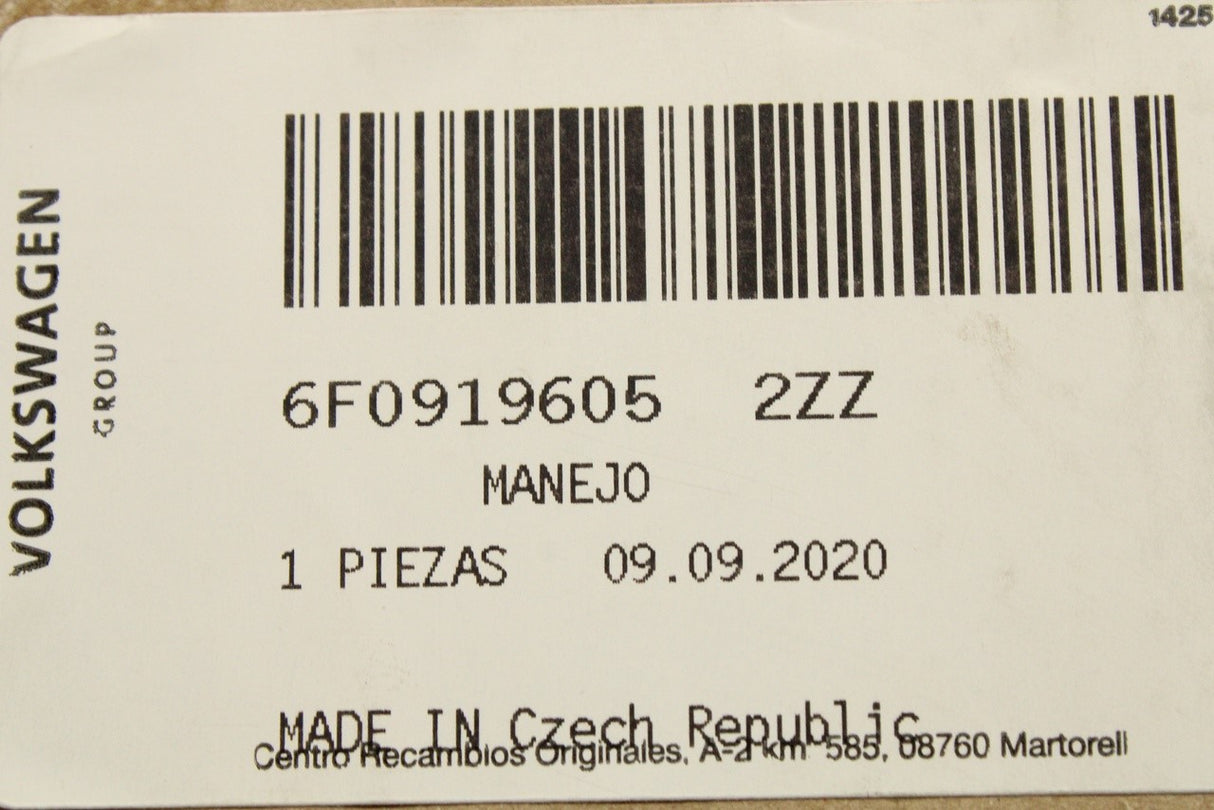 1425
VOLKSWAGEN
GROUP
6F0919605 2ZZ
MANEJO
1 PIEZAS 09.09.2020
MADE IN Czech Republic
Centro Recambios Originales, A-2 km 585, 08760 Martorell